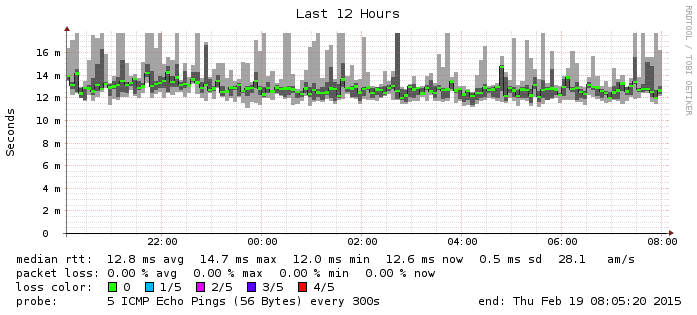 Last 12 Hours
RRDTOOL / TOBI OETIKER
Seconds
16 m
14 m
12 m
10 m
8 m
6 m
4 m
2 m
0
22:00 00:00 02:00 04:00 06:00 08:00
median rtt: 12.8 ms avg 14.7 ms max 12.0 ms min 12.6 ms now 0.5 ms sd 28.1 am/s
packet loss: 0.00 % avg 0.00 % max 0.00 % min 0.00 % now
loss color: 0 1/5 2/5 3/5 4/5
probe: 5 ICMP Echo Pings (56 Bytes) every 300s end: Thu Feb 19 08:05:20 2015